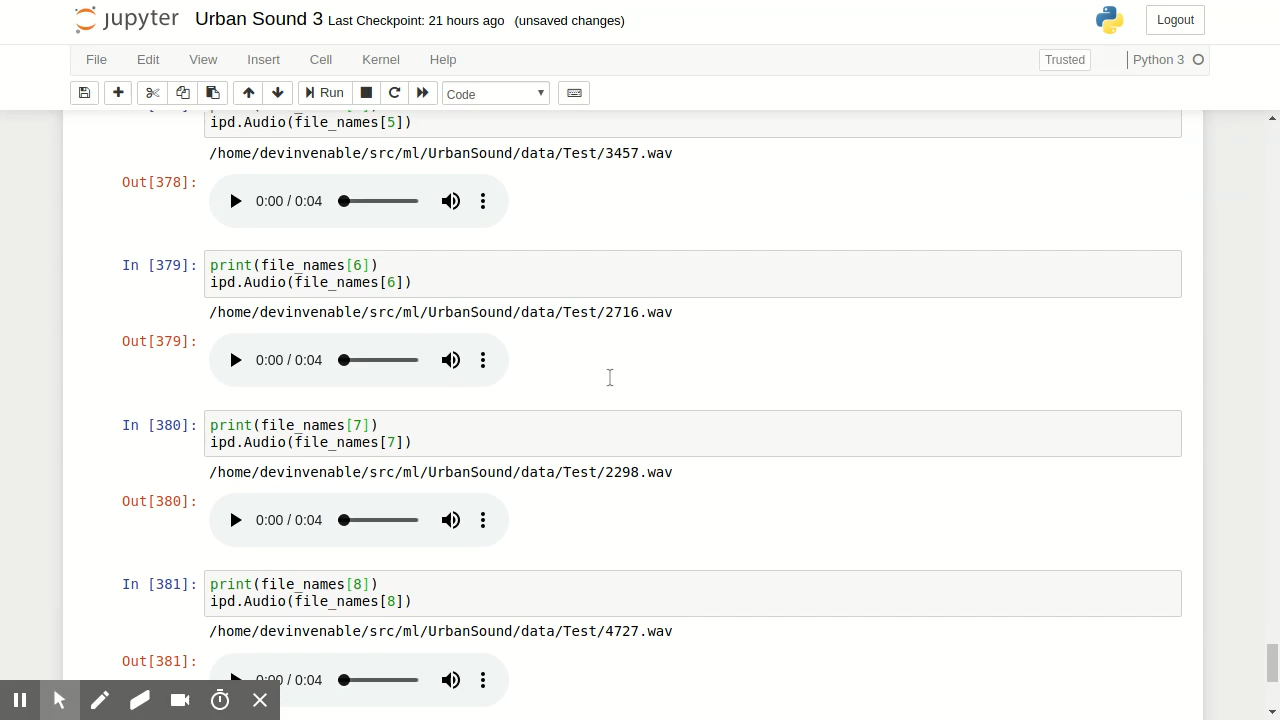 jupyter Urban Sound 3 Last Checkpoint: 21 hours ago (unsaved changes) Logout
File Edit View Insert Cell Kernel Help Trusted Python 3
Run Code
ipd.Audio(file_names[5])
/home/devinvenable/src/ml/UrbanSound/data/Test/3457.wav
Out[378]:
0:00 / 0:04
In [379]: print(file_names[6])
ipd.Audio(file_names[6])
/home/devinvenable/src/ml/UrbanSound/data/Test/2716.wav
Out[379]:
0:00 / 0:04
In [380]: print(file_names[7])
ipd.Audio(file_names[7])
/home/devinvenable/src/ml/UrbanSound/data/Test/2298.wav
Out[380]:
0:00 / 0:04
In [381]: print(file_names[8])
ipd.Audio(file_names[8])
/home/devinvenable/src/ml/UrbanSound/data/Test/4727.wav
Out[381]:
0:00 / 0:04